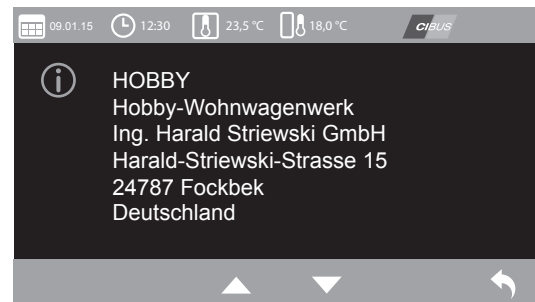 09.01.15 12:30 23,5 °C 18,0 °C CIBUS
HOBBY
Hobby-Wohnwagenwerk
Ing. Harald Striewski GmbH
Harald-Striewski-Strasse 15
24787 Fockbek
Deutschland